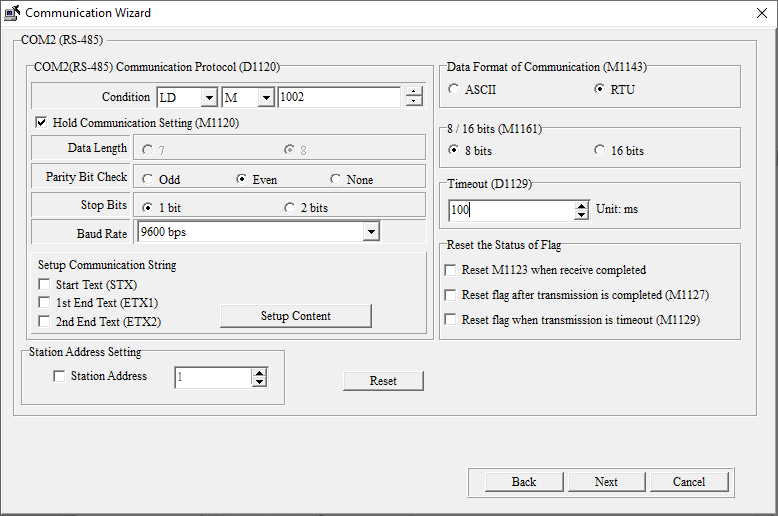 Communication Wizard
COM2 (RS-485)
COM2(RS-485) Communication Protocol (D1120)
Condition LD M 1002
Hold Communication Setting (M1120)
Data Length 7 8
Parity Bit Check Odd Even None
Stop Bits 1 bit 2 bits
Baud Rate 9600 bps
Setup Communication String
Start Text (STX)
1st End Text (ETX1)
2nd End Text (ETX2)
Setup Content
Data Format of Communication (M1143)
ASCII RTU
8 / 16 bits (M1161)
8 bits 16 bits
Timeout (D1129)
100 Unit: ms
Reset the Status of Flag
Reset M1123 when receive completed
Reset flag after transmission is completed (M1127)
Reset flag when transmission is timeout (M1129)
Station Address Setting
Station Address 1
Reset
Back Next Cancel